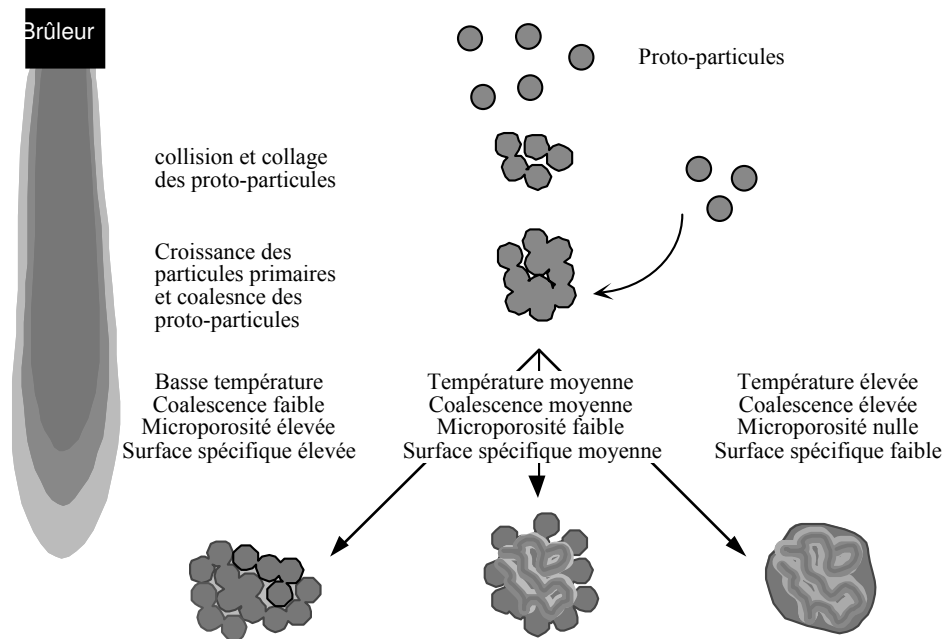 Brûleur
Proto-particules
collision et collage
des proto-particules
Croissance des
particules primaires
et coalesnce des
proto-particules
Basse température
Coalescence faible
Microporosité élevée
Surface spécifique élevée
Température moyenne
Coalescence moyenne
Microporosité faible
Surface spécifique moyenne
Température élevée
Coalescence élevée
Microporosité nulle
Surface spécifique faible